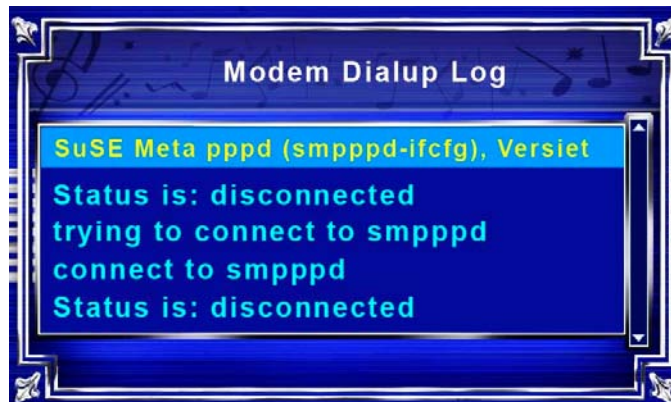 Modem Dialup Log
SuSE Meta pppd (smpppd-ifcfg), Versiet
Status is: disconnected
trying to connect to smpppd
connect to smpppd
Status is: disconnected